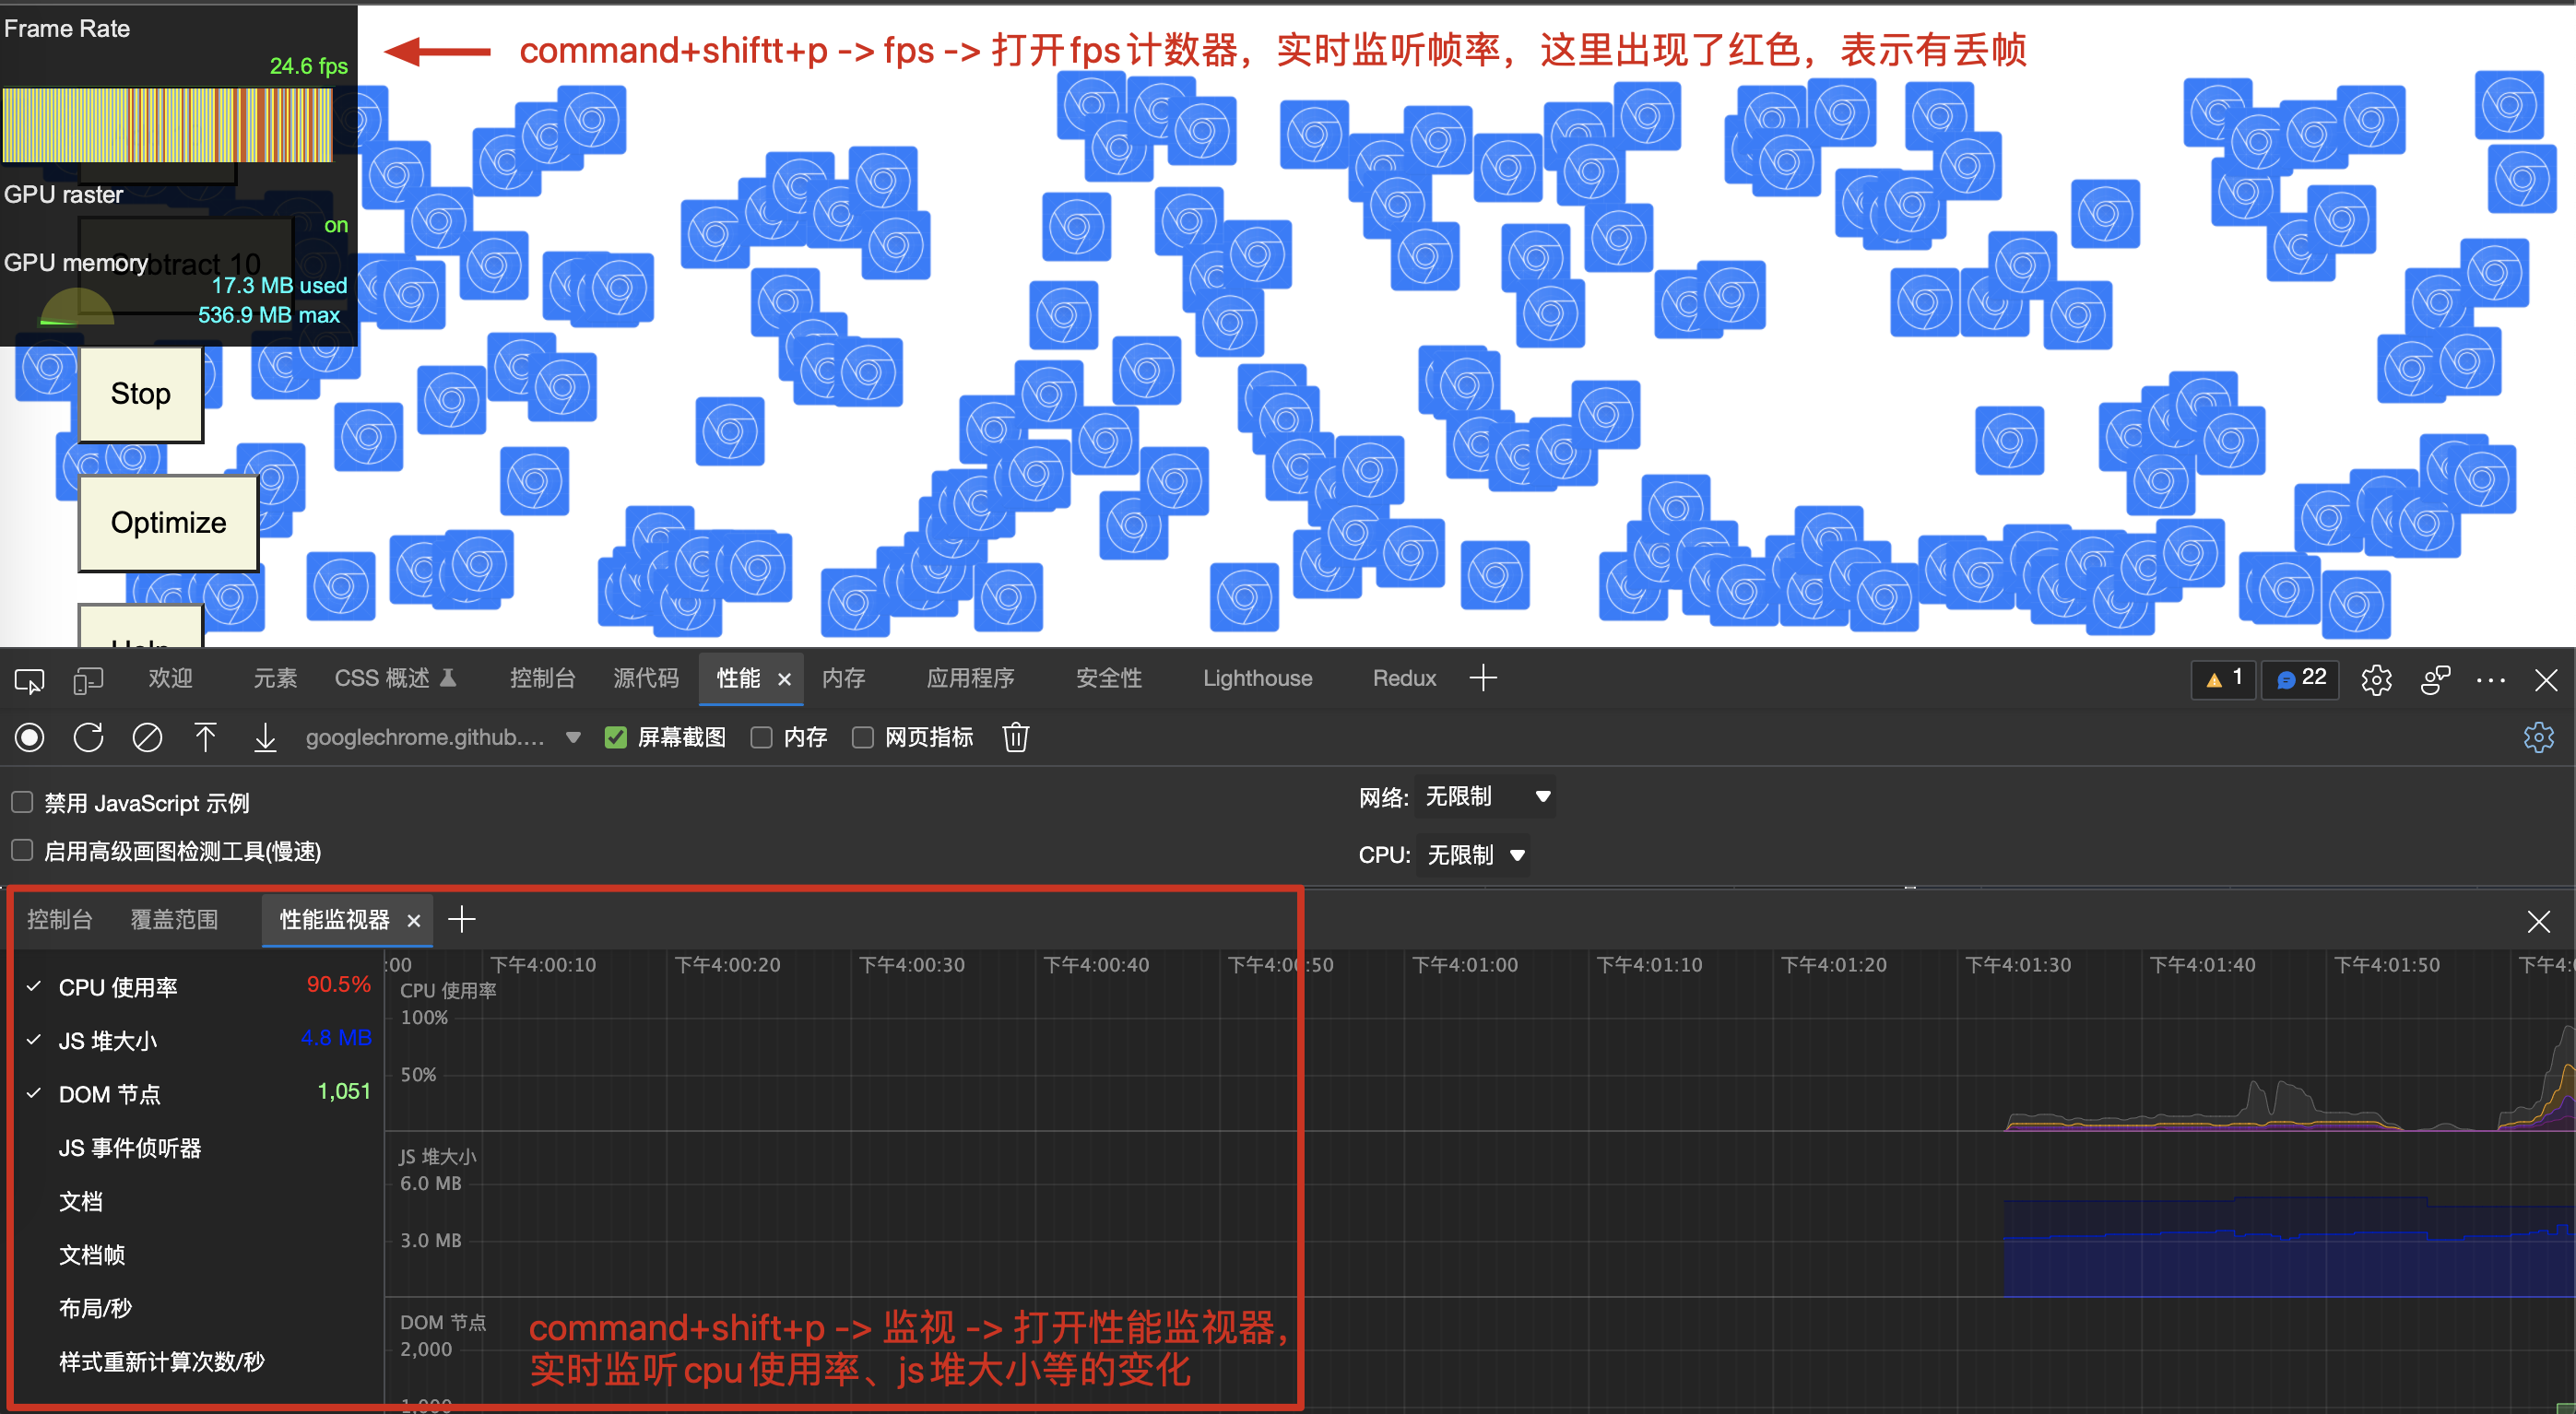 Frame Rate
command+shiftt+p -> fps -> 打开fps计数器，实时监听帧率，这里出现了红色，表示有丢帧
24.6 fps
GPU raster
on
Subtract 10
GPU memory
17.3 MB used
536.9 MB max
Stop
Optimize
Help
欢迎 元素 CSS 概述 控制台 源代码 性能 × 内存 应用程序 安全性 Lighthouse Redux 1 22
googlechrome.github.... 屏幕截图 内存 网页指标
禁用 JavaScript 示例 网络: 无限制
启用高级画图检测工具(慢速) CPU: 无限制
控制台 覆盖范围 性能监视器 ×
:00 下午4:00:10 下午4:00:20 下午4:00:30 下午4:00:40 下午4:00:50 下午4:01:00 下午4:01:10 下午4:01:20 下午4:01:30 下午4:01:40 下午4:01:50 下午4:0
CPU 使用率 90.5%
JS 堆大小 4.8 MB
DOM 节点 1,051
JS 事件侦听器
文档
文档帧
布局/秒
样式重新计算次数/秒
CPU 使用率
100%
50%
JS 堆大小
6.0 MB
3.0 MB
DOM 节点
2,000
1,000
command+shift+p -> 监视 -> 打开性能监视器，
实时监听cpu使用率、js堆大小等的变化